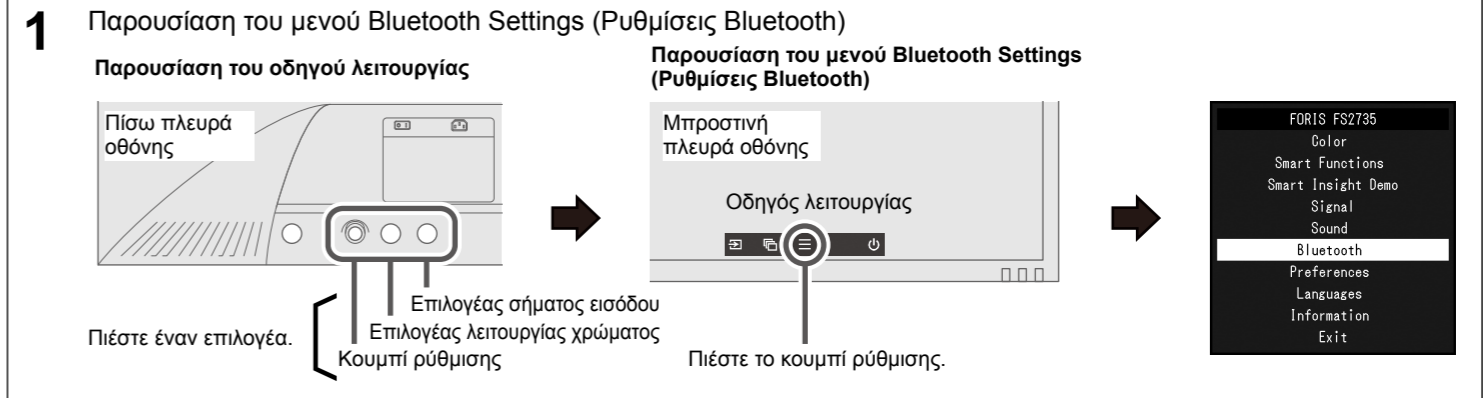 1 Παρουσίαση του μενού Bluetooth Settings (Ρυθμίσεις Bluetooth)
Παρουσίαση του οδηγού λειτουργίας
Πίσω πλευρά
οθόνης
Πιέστε έναν επιλογέα.
Επιλογέας σήματος εισόδου
Επιλογέας λειτουργίας χρώματος
Κουμπί ρύθμισης
Παρουσίαση του μενού Bluetooth Settings
(Ρυθμίσεις Bluetooth)
Μπροστινή
πλευρά οθόνης
Οδηγός λειτουργίας
Πιέστε το κουμπί ρύθμισης.
FORIS FS2735
Color
Smart Functions
Smart Insight Demo
Signal
Sound
Bluetooth
Preferences
Languages
Information
Exit